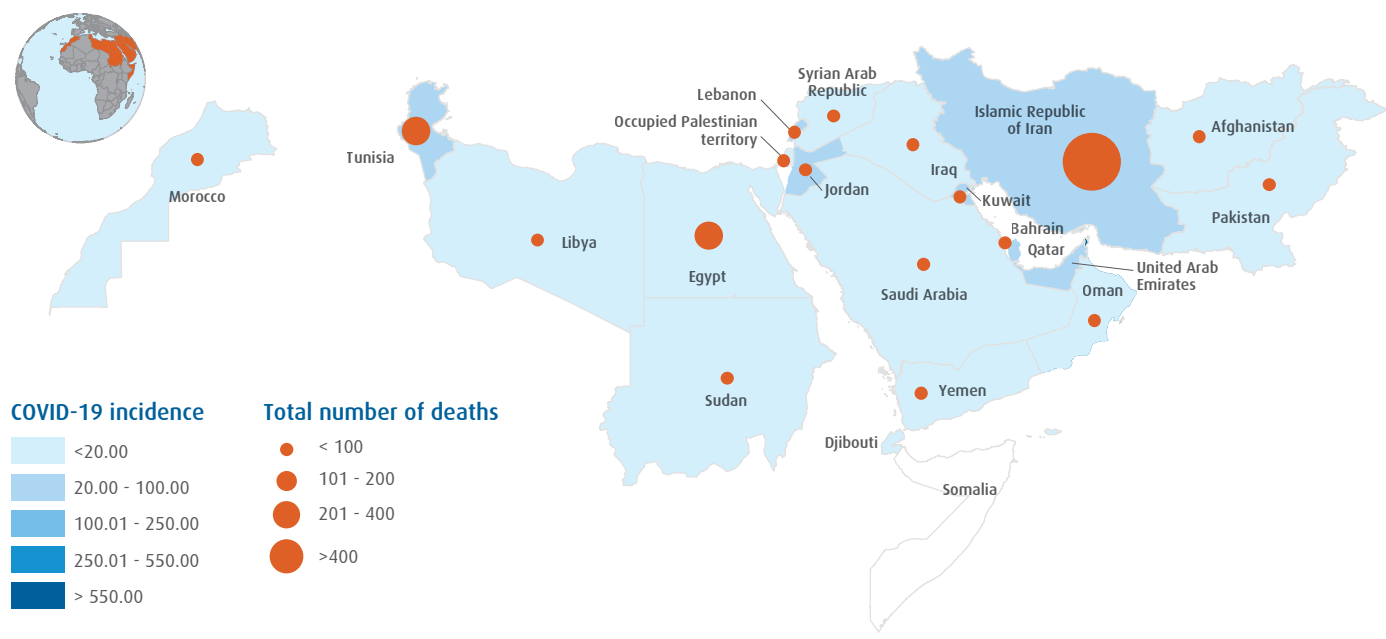 Syrian Arab
Republic
Lebanon
Occupied Palestinian
territory
Islamic Republic
of Iran
Afghanistan
Tunisia
Iraq
Jordan
Morocco
Kuwait
Pakistan
Bahrain
Libya
Qatar
Egypt
United Arab
Emirates
Saudi Arabia
Oman
Sudan
Yemen
Djibouti
Somalia
COVID-19 incidence
<20.00
20.00 - 100.00
100.01 - 250.00
250.01 - 550.00
> 550.00
Total number of deaths
< 100
101 - 200
201 - 400
>400